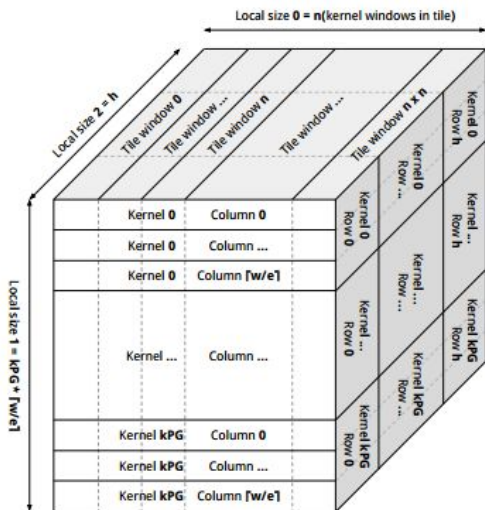 Local size 0 = n(kernel windows in tile)
Local size 2 = h
Tile window 0
Tile window ...
Tile window n
Tile window ...
Tile window n x n
Local size 1 = kPG * ⌈w/e⌉
Kernel 0 Column 0
Kernel 0 Column ...
Kernel 0 Column ⌈w/e⌉
Kernel ... Column ...
Kernel kPG Column 0
Kernel kPG Column ...
Kernel kPG Column ⌈w/e⌉
Kernel 0
Row 0
Kernel 0
Row ...
Kernel 0
Row h
Kernel ...
Row 0
Kernel ...
Row ...
Kernel ...
Row h
Kernel kPG
Row 0
Kernel kPG
Row ...
Kernel kPG
Row h